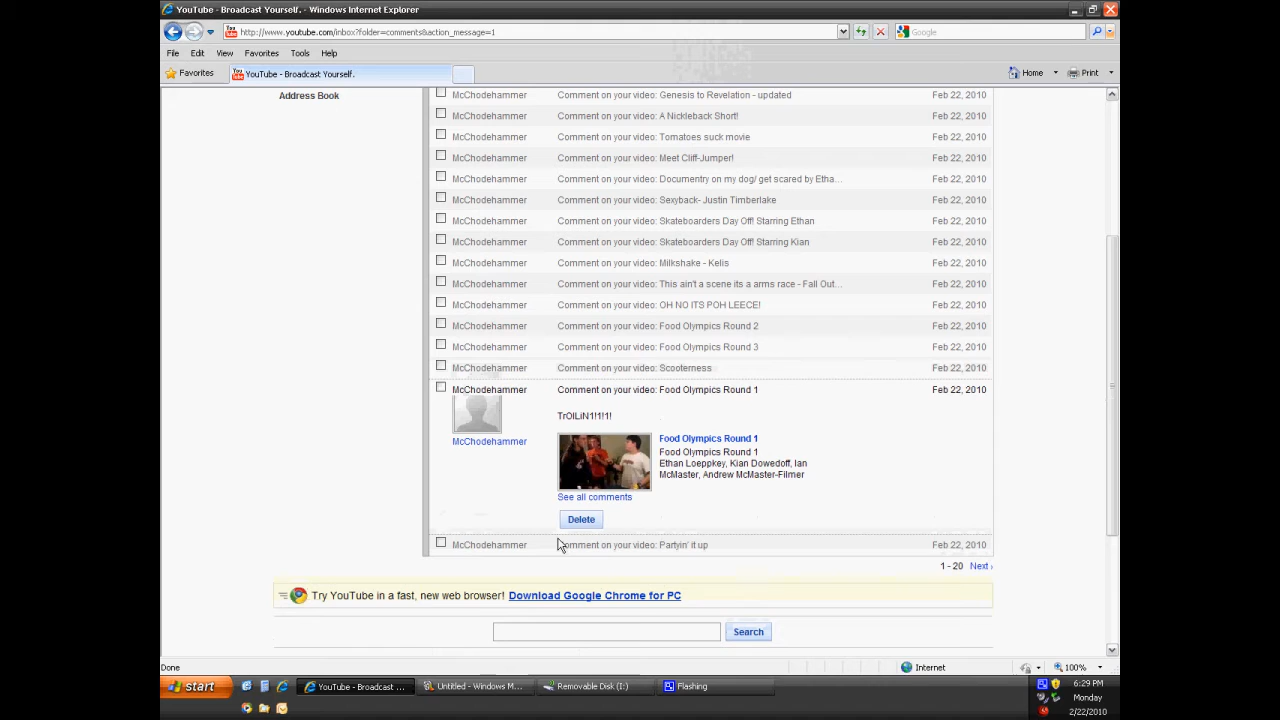 YouTube - Broadcast Yourself. - Windows Internet Explorer
http://www.youtube.com/inbox?folder=comments&action_message=1
Google
File Edit View Favorites Tools Help
Favorites YouTube - Broadcast Yourself. Home Print
Address Book
McChodehammer Comment on your video: Genesis to Revelation - updated Feb 22, 2010
McChodehammer Comment on your video: A Nickleback Short! Feb 22, 2010
McChodehammer Comment on your video: Tomatoes suck movie Feb 22, 2010
McChodehammer Comment on your video: Meet Cliff-Jumper! Feb 22, 2010
McChodehammer Comment on your video: Documentry on my dog/ get scared by Etha... Feb 22, 2010
McChodehammer Comment on your video: Sexyback- Justin Timberlake Feb 22, 2010
McChodehammer Comment on your video: Skateboarders Day Off! Starring Ethan Feb 22, 2010
McChodehammer Comment on your video: Skateboarders Day Off! Starring Kian Feb 22, 2010
McChodehammer Comment on your video: Milkshake - Kelis Feb 22, 2010
McChodehammer Comment on your video: This ain't a scene its a arms race - Fall Out... Feb 22, 2010
McChodehammer Comment on your video: OH NO ITS POH LEECE! Feb 22, 2010
McChodehammer Comment on your video: Food Olympics Round 2 Feb 22, 2010
McChodehammer Comment on your video: Food Olympics Round 3 Feb 22, 2010
McChodehammer Comment on your video: Scooterness Feb 22, 2010
McChodehammer Comment on your video: Food Olympics Round 1 Feb 22, 2010
TrOlLiN1!1!1!
McChodehammer
Food Olympics Round 1
Food Olympics Round 1
Ethan Loeppkey, Kian Dowedoff, Ian
McMaster, Andrew McMaster-Filmer
See all comments
Delete
McChodehammer Comment on your video: Partyin' it up Feb 22, 2010
1 - 20 Next ›
Try YouTube in a fast, new web browser! Download Google Chrome for PC
Search
Done Internet 100%
start YouTube - Broadcast ... Untitled - Windows M... Removable Disk (I:) Flashing
6:29 PM
Monday
2/22/2010